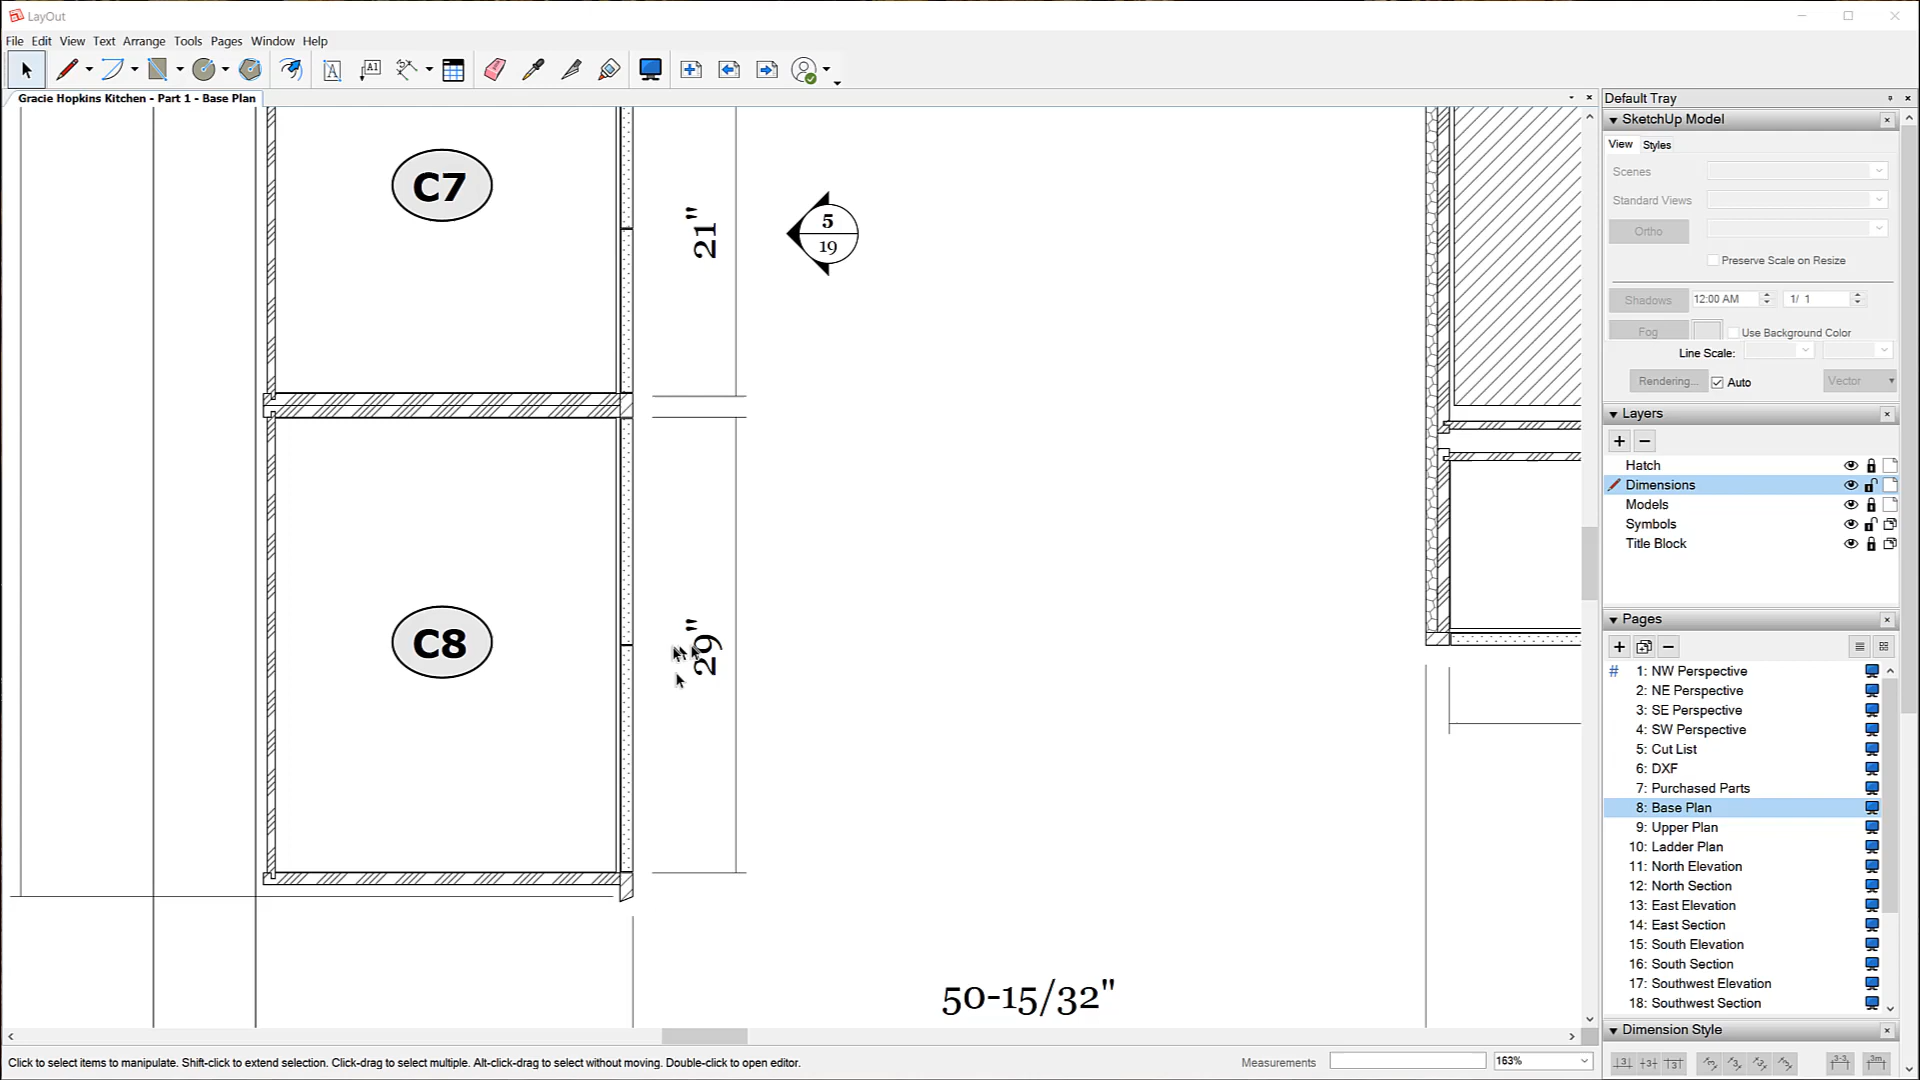 LayOut
File Edit View Text Arrange Tools Pages Window Help
A
A1
Gracie Hopkins Kitchen - Part 1 - Base Plan
Default Tray
SketchUp Model
View Styles
Scenes
Standard Views
Ortho
Preserve Scale on Resize
Shadows 12:00 AM 1/ 1
Fog Use Background Color
Line Scale:
Rendering... Auto Vector
Layers
Hatch
Dimensions
Models
Symbols
Title Block
Pages
# 1: NW Perspective
2: NE Perspective
3: SE Perspective
4: SW Perspective
5: Cut List
6: DXF
7: Purchased Parts
8: Base Plan
9: Upper Plan
10: Ladder Plan
11: North Elevation
12: North Section
13: East Elevation
14: East Section
15: South Elevation
16: South Section
17: Southwest Elevation
18: Southwest Section
Dimension Style
C7
21"
5
19
C8
29"
50-15/32"
Click to select items to manipulate. Shift-click to extend selection. Click-drag to select multiple. Alt-click-drag to select without moving. Double-click to open editor.
Measurements
163%